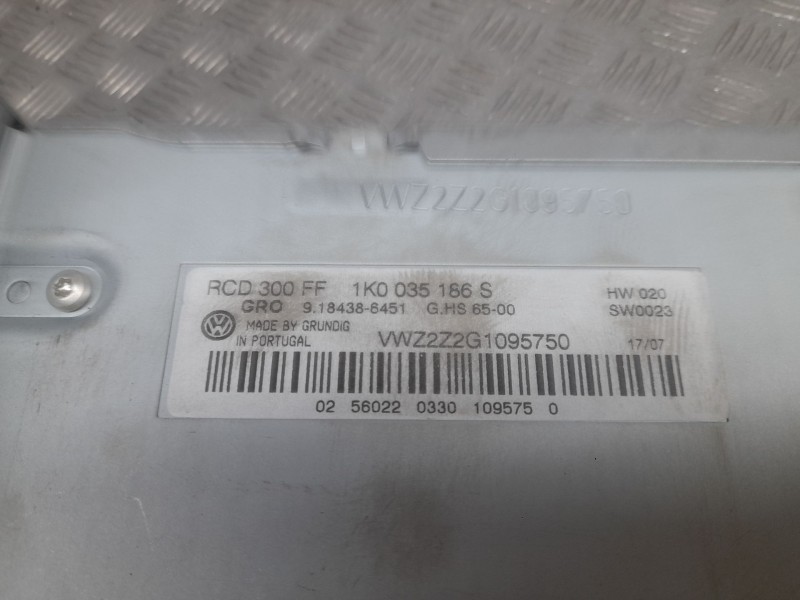 VWZ2Z2G1095750
RCD 300 FF 1K0 035 186 S HW 020
GRO 9.18438-6451 G.HS 65-00 SW0023
MADE BY GRUNDIG
IN PORTUGAL VWZ2Z2G1095750 17/07
02 56022 0330 109575 0